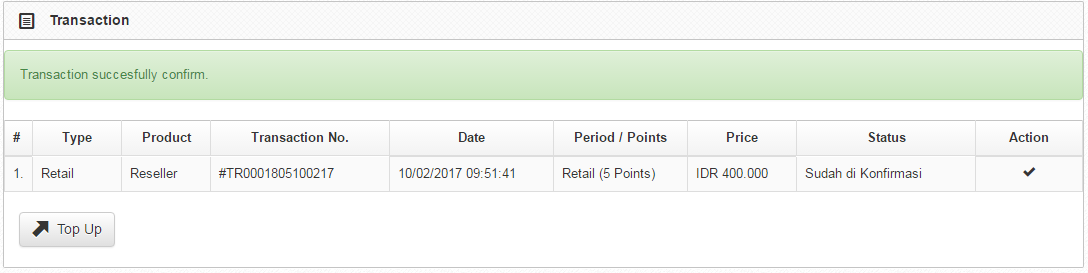 Transaction
Transaction succesfully confirm.
# Type Product Transaction No. Date Period / Points Price Status Action
1. Retail Reseller #TR0001805100217 10/02/2017 09:51:41 Retail (5 Points) IDR 400.000 Sudah di Konfirmasi
Top Up